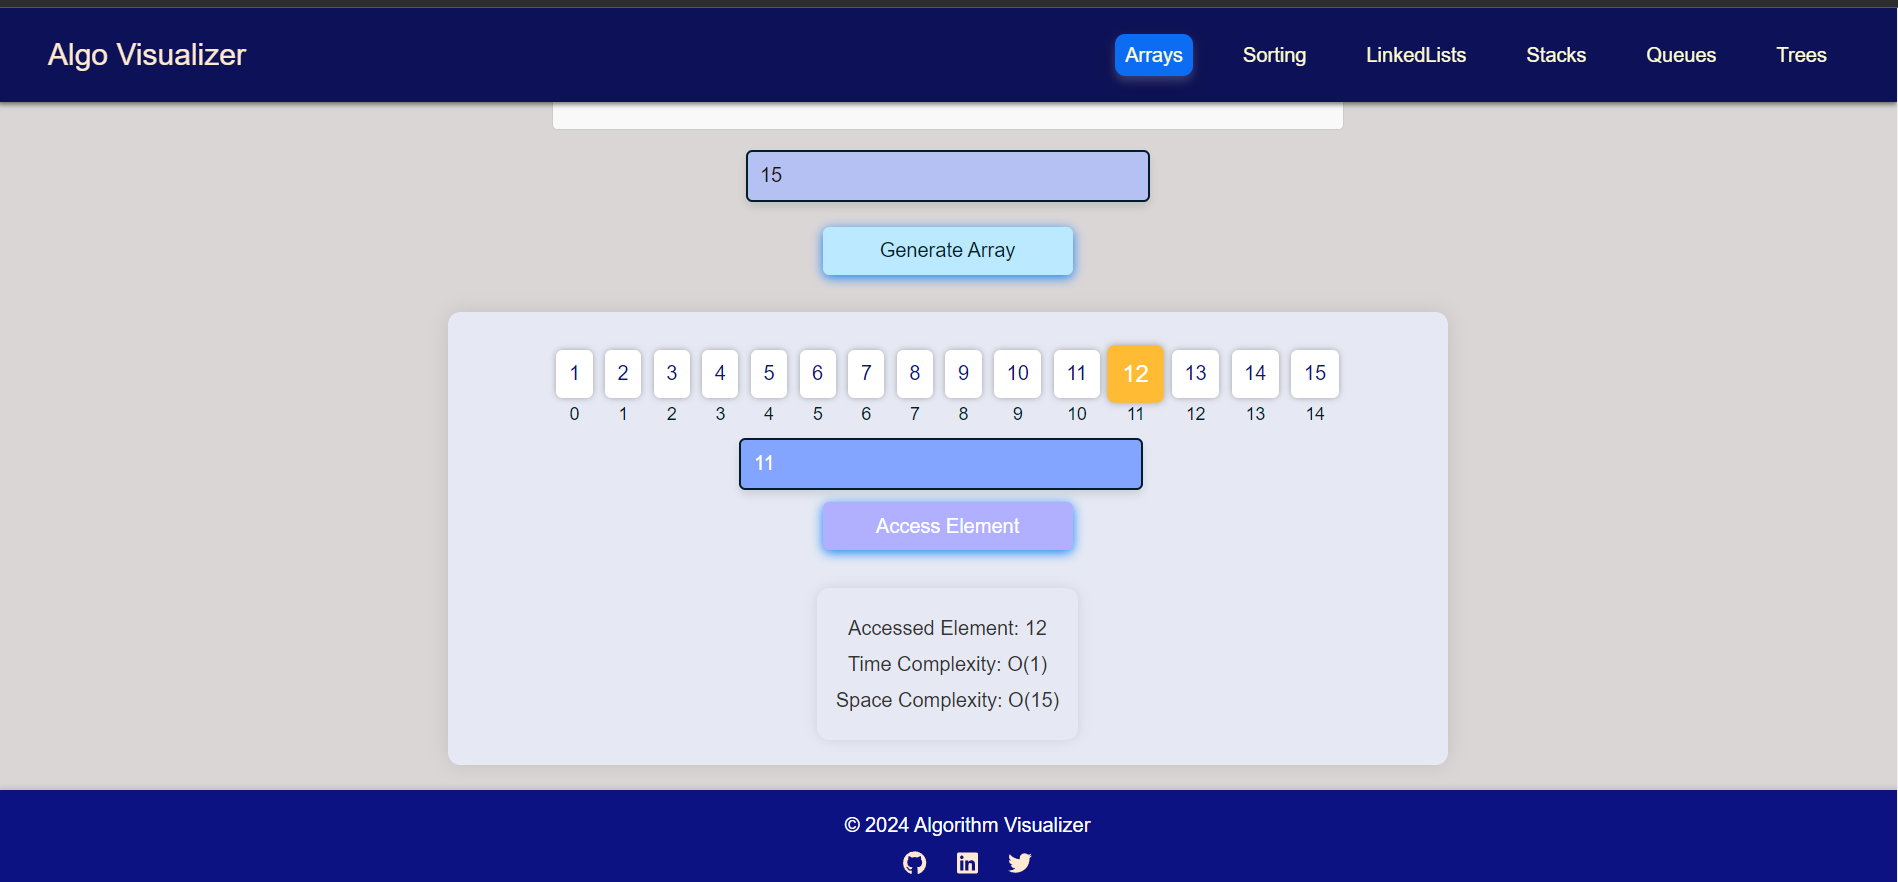 Algo Visualizer Arrays Sorting LinkedLists Stacks Queues Trees
15
Generate Array
1 2 3 4 5 6 7 8 9 10 11 12 13 14 15
0 1 2 3 4 5 6 7 8 9 10 11 12 13 14
11
Access Element
Accessed Element: 12
Time Complexity: O(1)
Space Complexity: O(15)
© 2024 Algorithm Visualizer
in